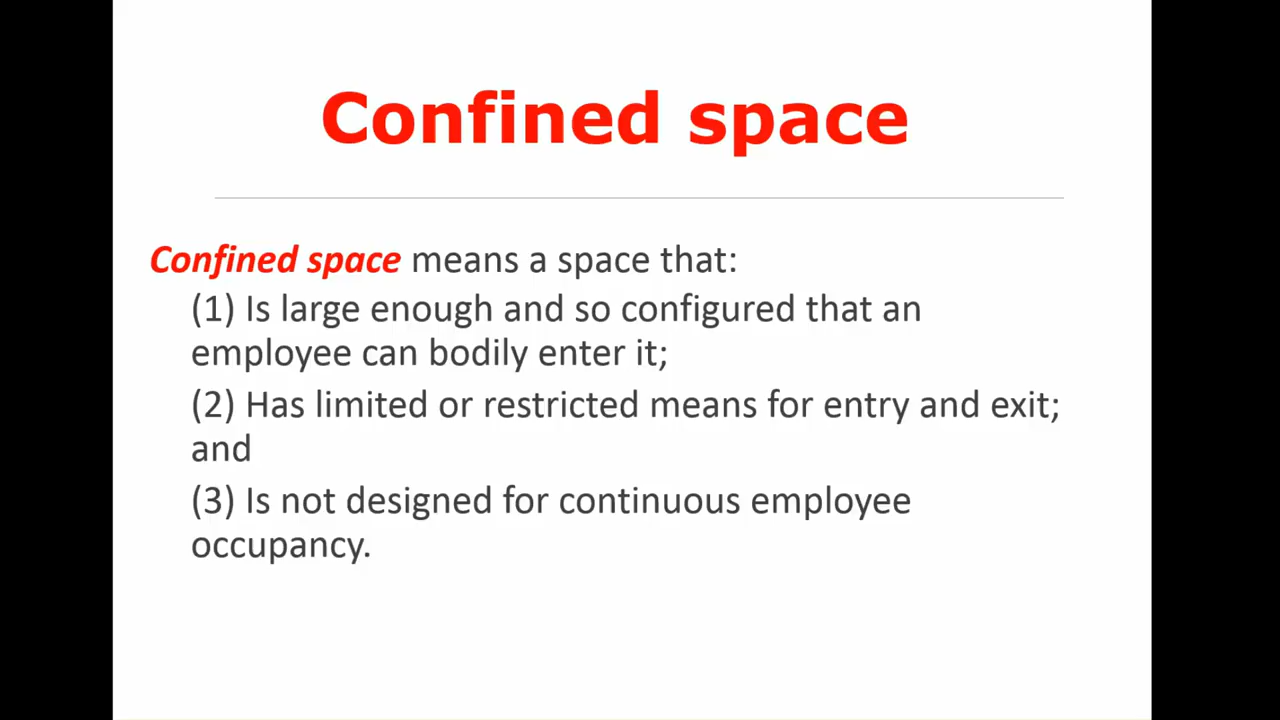 Confined space
Confined space means a space that:
(1) Is large enough and so configured that an
employee can bodily enter it;
(2) Has limited or restricted means for entry and exit;
and
(3) Is not designed for continuous employee
occupancy.